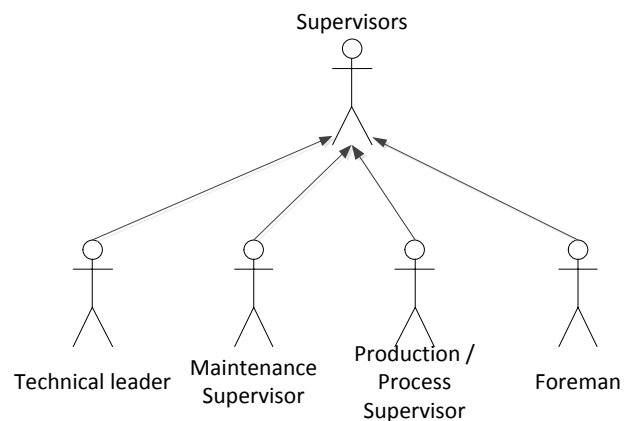 Supervisors
Technical leader
Maintenance
Supervisor
Production /
Process
Supervisor
Foreman